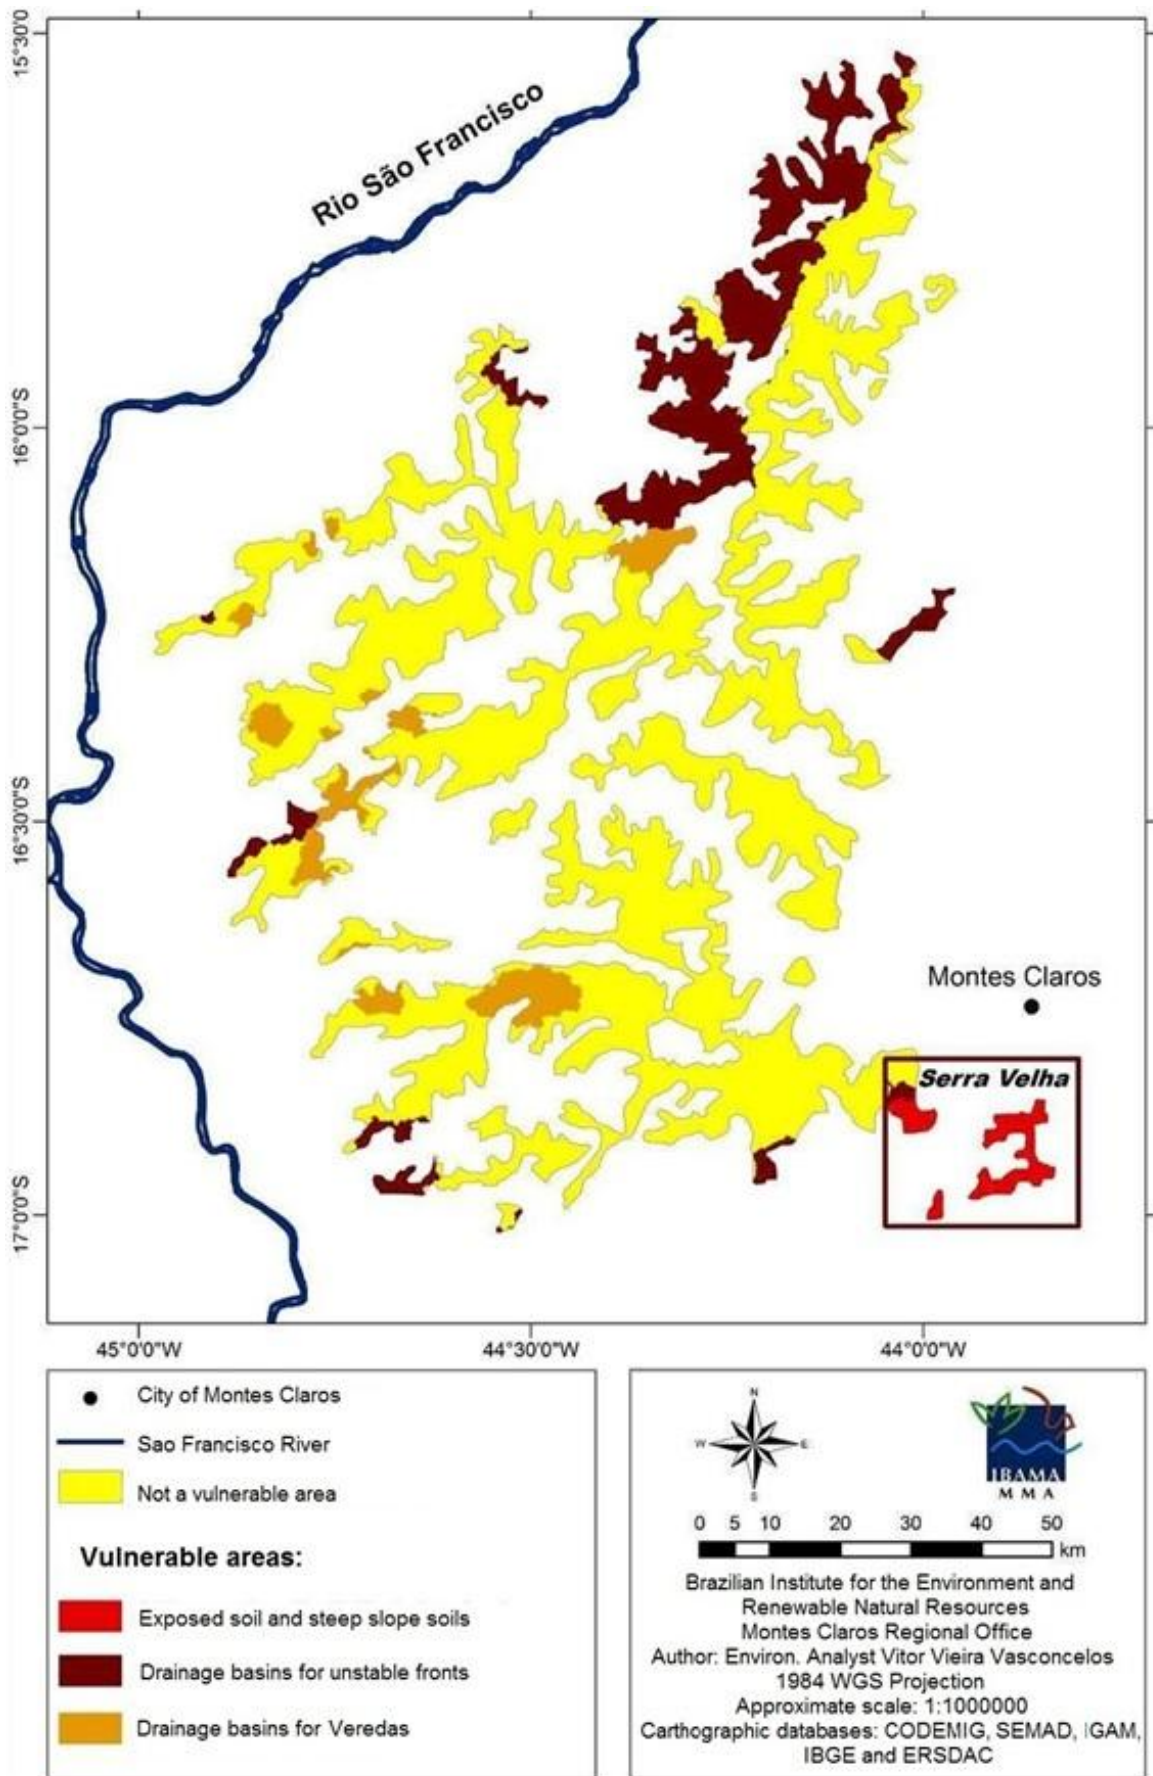 15°30'0
Rio São Francisco
16°0'0"S
16°30'0"S
Montes Claros
Serra Velha
17°0'0"S
45°0'0"W
44°30'0"W
44°0'0"W
City of Montes Claros
Sao Francisco River
Not a vulnerable area
Vulnerable areas:
Exposed soil and steep slope soils
Drainage basins for unstable fronts
Drainage basins for Veredas
N
W
E
S
IBAMA
MMA
0 5 10 20 30 40 50
km
Brazilian Institute for the Environment and
Renewable Natural Resources
Montes Claros Regional Office
Author: Environ. Analyst Vitor Vieira Vasconcelos
1984 WGS Projection
Approximate scale: 1:1000000
Carthographic databases: CODEMIG, SEMAD, IGAM,
IBGE and ERSDAC